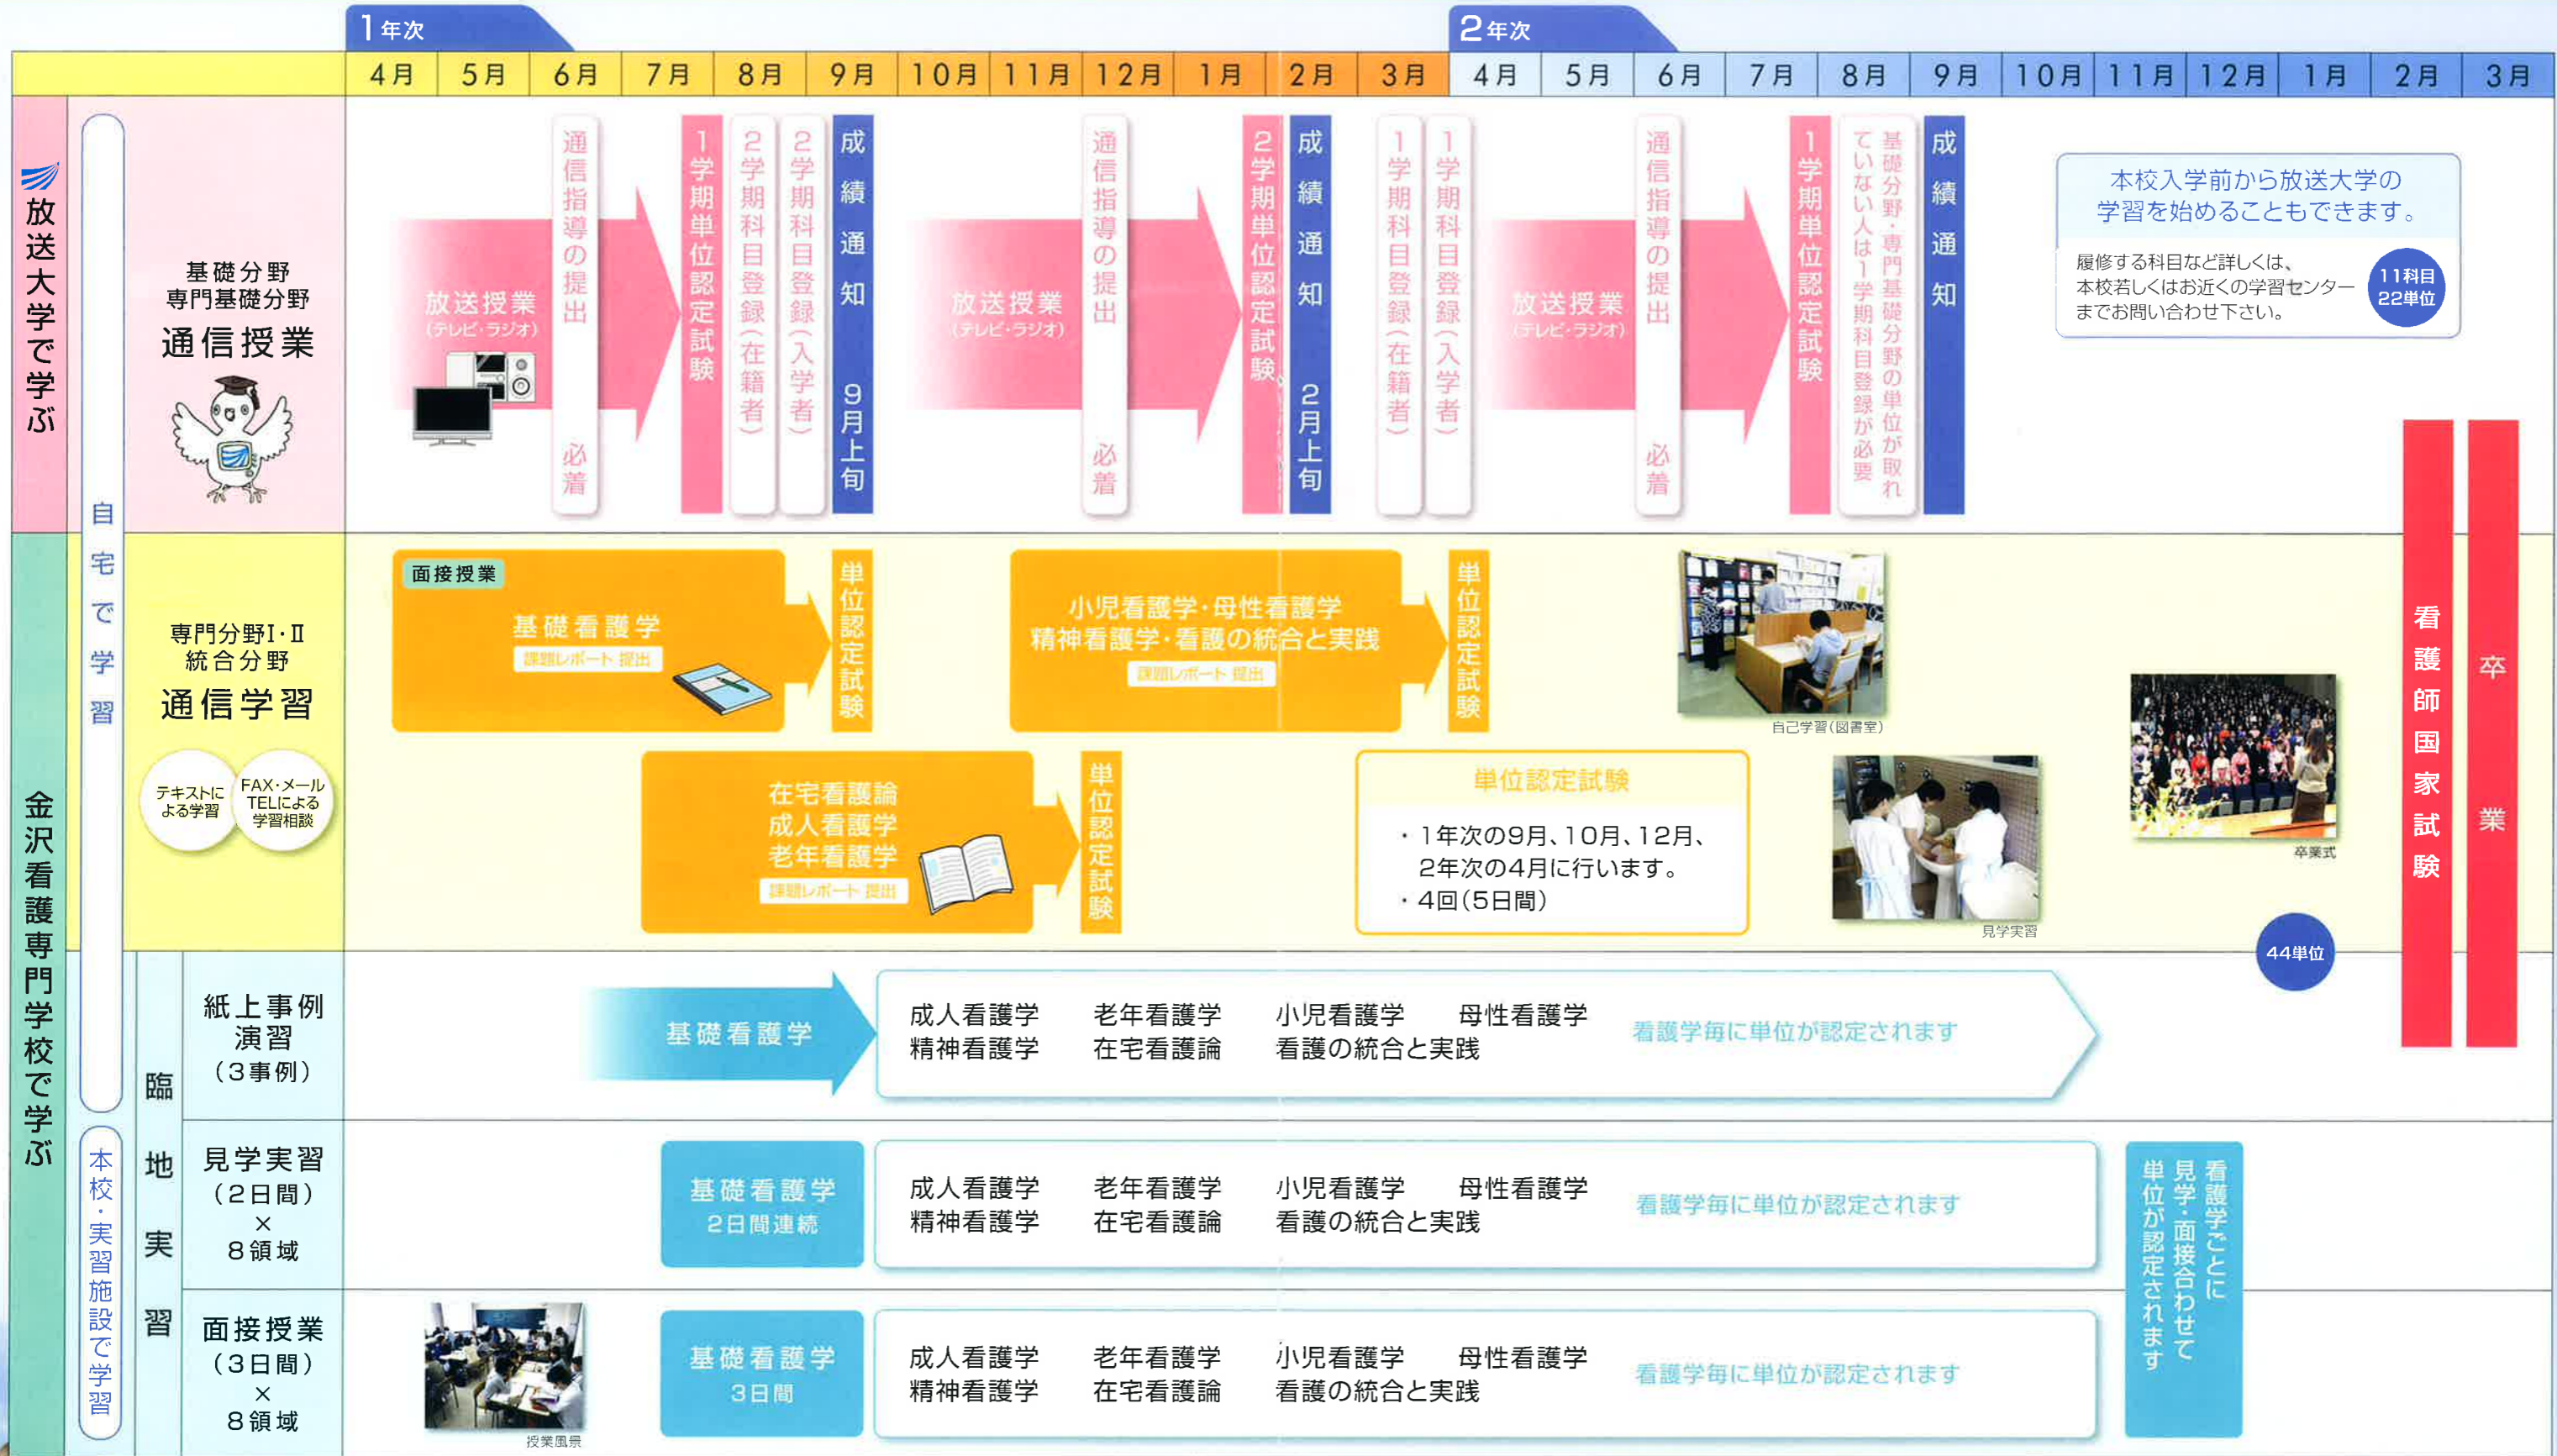 1年次
2年次
4月 5月 6月 7月 8月 9月 10月 11月 12月 1月 2月 3月 4月 5月 6月 7月 8月 9月 10月 11月 12月 1月 2月 3月
放送大学で学ぶ
自宅で学習
基礎分野
専門基礎分野
通信授業
放送授業
(テレビ・ラジオ)
通信指導の提出 必着
1学期単位認定試験
2学期科目登録(在籍者)
2学期科目登録(入学者)
成績通知 9月上旬
放送授業
(テレビ・ラジオ)
通信指導の提出 必着
2学期単位認定試験
成績通知 2月上旬
1学期科目登録(在籍者)
1学期科目登録(入学者)
放送授業
(テレビ・ラジオ)
通信指導の提出 必着
1学期単位認定試験
基礎分野・専門基礎分野の単位が取れ
ていない人は1学期科目登録が必要
成績通知
本校入学前から放送大学の
学習を始めることもできます。
履修する科目など詳しくは、
本校若しくはお近くの学習センター
までお問い合わせ下さい。
11科目
22単位
金沢看護専門学校で学ぶ
専門分野Ⅰ・Ⅱ
統合分野
通信学習
テキストに
よる学習
FAX・メール
TELによる
学習相談
面接授業
基礎看護学
課題レポート 提出
単位認定試験
小児看護学・母性看護学
精神看護学・看護の統合と実践
課題レポート 提出
単位認定試験
自己学習(図書室)
在宅看護論
成人看護学
老年看護学
課題レポート 提出
単位認定試験
単位認定試験
・1年次の9月、10月、12月、
2年次の4月に行います。
・4回(5日間)
見学実習
卒業式
44単位
看護師国家試験
卒業
臨地実習
紙上事例
演習
(3事例)
基礎看護学
成人看護学 老年看護学 小児看護学 母性看護学
精神看護学 在宅看護論 看護の統合と実践
看護学毎に単位が認定されます
本校・実習施設で学習
見学実習
(2日間)
×
8領域
基礎看護学
2日間連続
成人看護学 老年看護学 小児看護学 母性看護学
精神看護学 在宅看護論 看護の統合と実践
看護学毎に単位が認定されます
看護学ごとに
見学・面接合わせて
単位が認定されます
面接授業
(3日間)
×
8領域
授業風景
基礎看護学
3日間
成人看護学 老年看護学 小児看護学 母性看護学
精神看護学 在宅看護論 看護の統合と実践
看護学毎に単位が認定されます